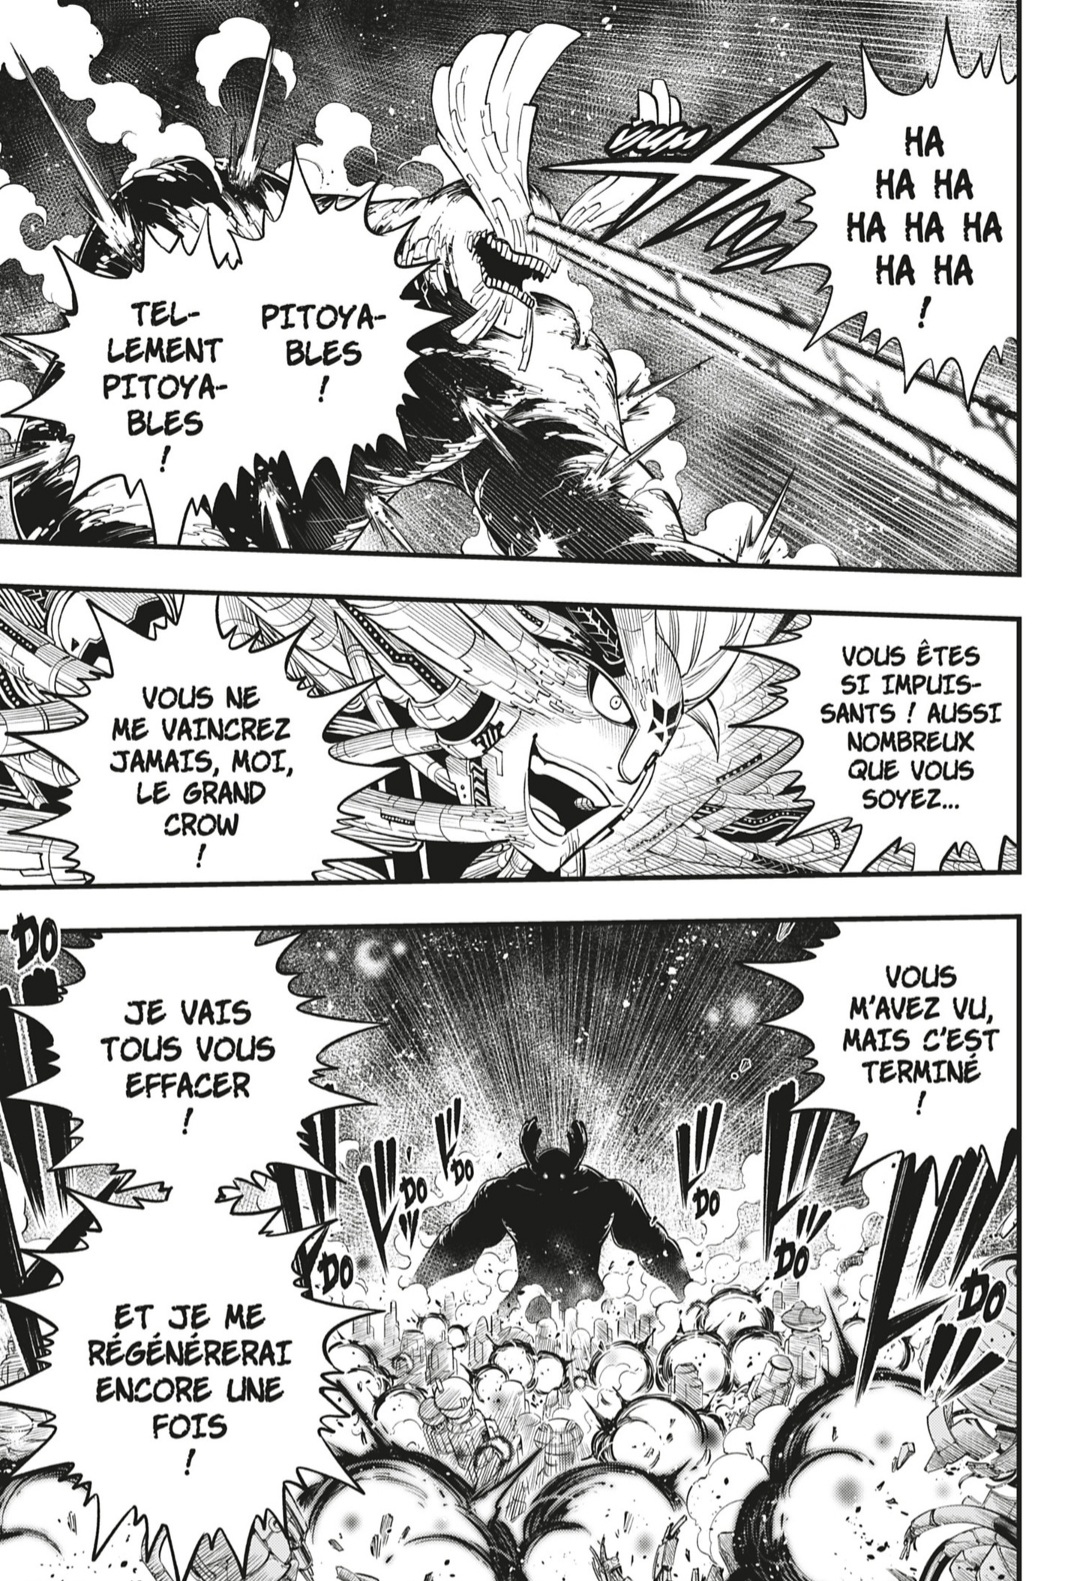 HA
HA HA
HA HA HA
HA HA
!
VUM
PITOYA-
BLES
!
TEL-
LEMENT
PITOYA-
BLES
!
VOUS ÊTES
SI IMPUIS-
SANTS ! AUSSI
NOMBREUX
QUE VOUS
SOYEZ...
VOUS NE
ME VAINCREZ
JAMAIS, MOI,
LE GRAND
CROW
!
VOUS
M'AVEZ VU,
MAIS C'EST
TERMINÉ
!
DO
DO
DO
DO
DO
DO
DO
JE VAIS
TOUS VOUS
EFFACER
!
ET JE ME
RÉGÉNÉRERAI
ENCORE UNE
FOIS
!